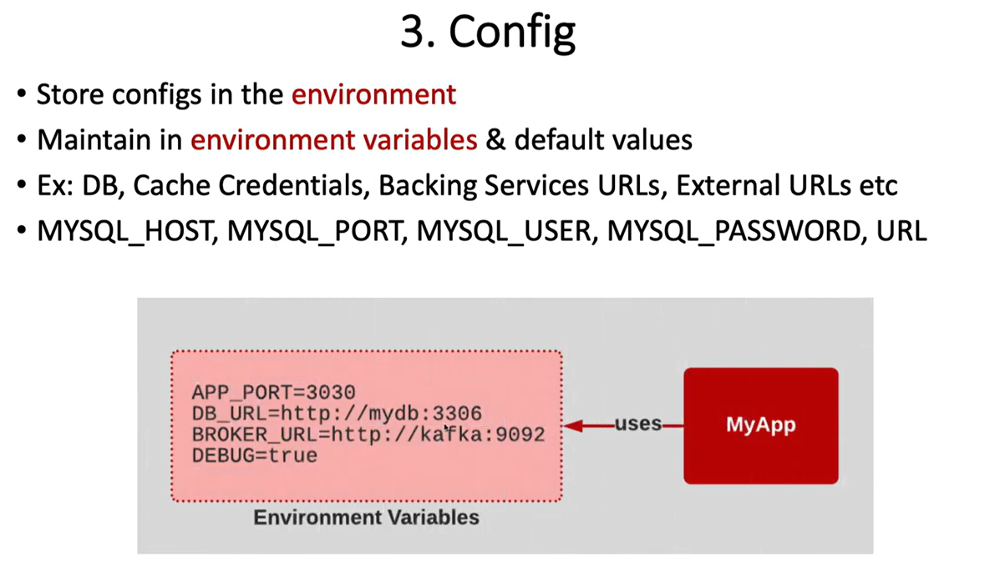 3. Config
• Store configs in the environment
• Maintain in environment variables & default values
• Ex: DB, Cache Credentials, Backing Services URLs, External URLs etc
• MYSQL_HOST, MYSQL_PORT, MYSQL_USER, MYSQL_PASSWORD, URL
APP_PORT=3030
DB_URL=http://mydb:3306
BROKER_URL=http://kafka:9092
DEBUG=true
uses
MyApp
Environment Variables